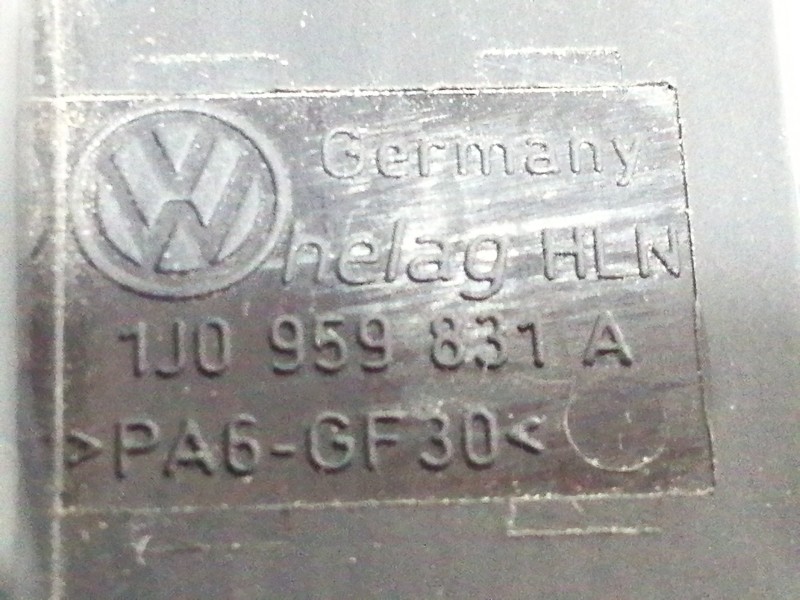 Germany
helag HLN
1J0 959 831 A
>PA6-GF30<